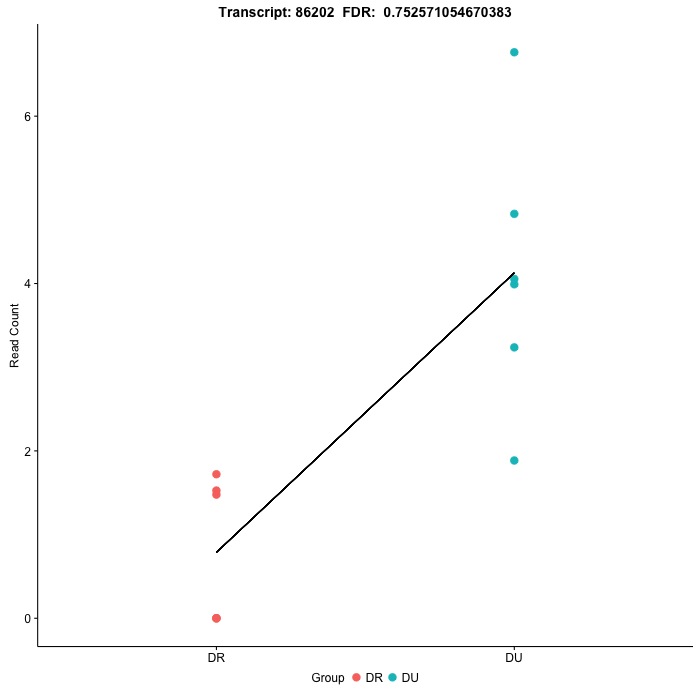 Transcript: 86202  FDR:  0.752571054670383
Read Count
6
4
2
0
DR DU
Group DR DU